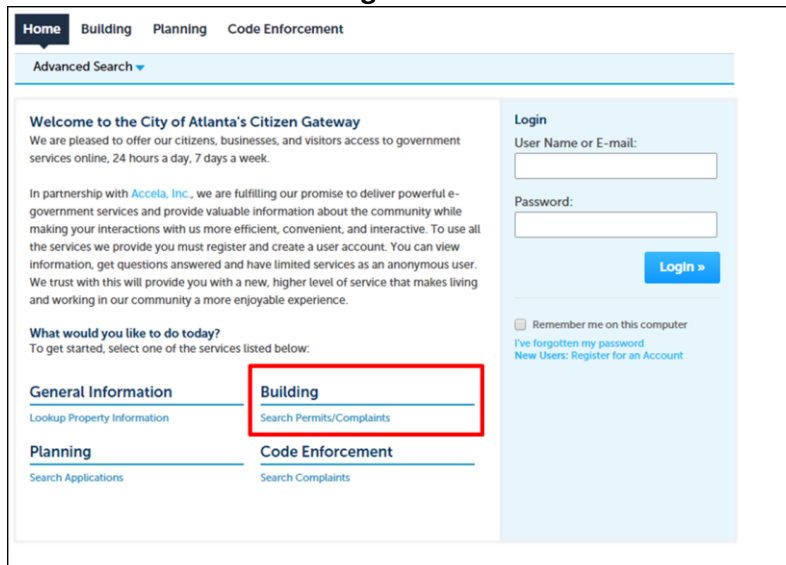 Home Building Planning Code Enforcement
Advanced Search
Welcome to the City of Atlanta's Citizen Gateway
We are pleased to offer our citizens, businesses, and visitors access to government
services online, 24 hours a day, 7 days a week.
In partnership with Accela, Inc., we are fulfilling our promise to deliver powerful e-
government services and provide valuable information about the community while
making your interactions with us more efficient, convenient, and interactive. To use all
the services we provide you must register and create a user account. You can view
information, get questions answered and have limited services as an anonymous user.
We trust with this will provide you with a new, higher level of service that makes living
and working in our community a more enjoyable experience.
What would you like to do today?
To get started, select one of the services listed below:
General Information
Lookup Property Information
Building
Search Permits/Complaints
Planning
Search Applications
Code Enforcement
Search Complaints
Login
User Name or E-mail:
Password:
Login »
Remember me on this computer
I've forgotten my password
New Users: Register for an Account